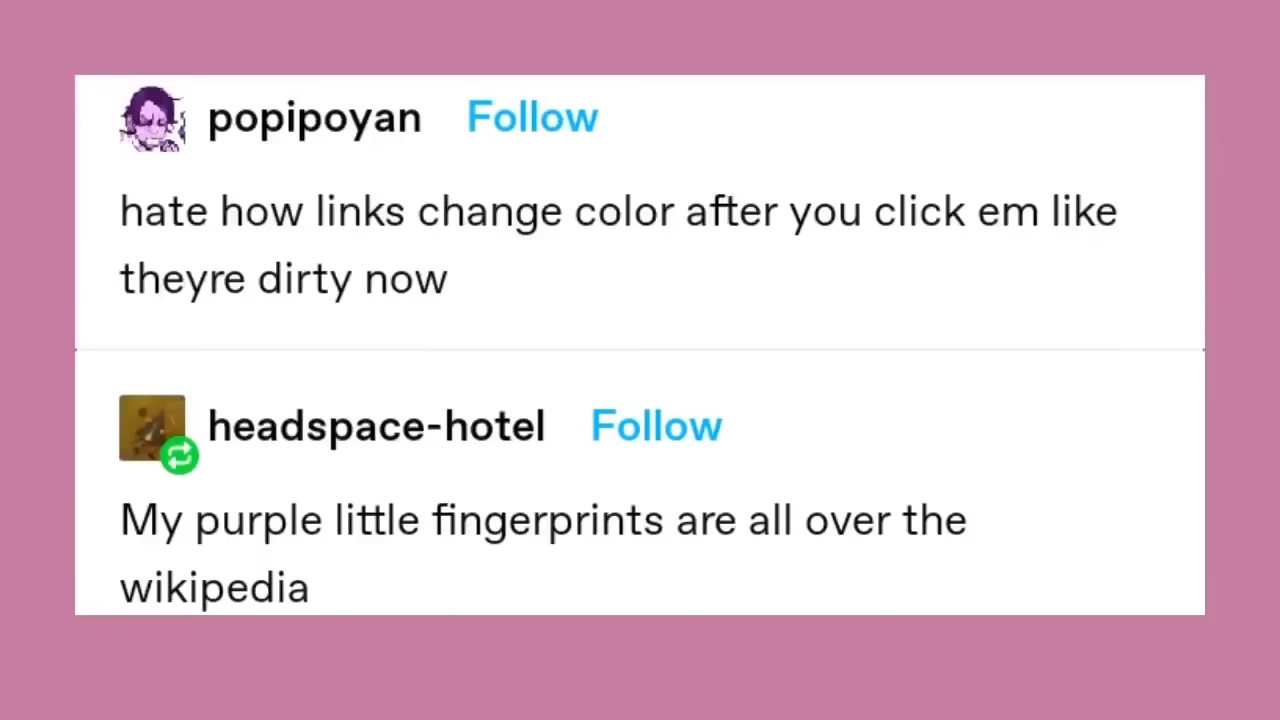 popipoyan Follow
hate how links change color after you click em like
theyre dirty now
headspace-hotel Follow
My purple little fingerprints are all over the
wikipedia